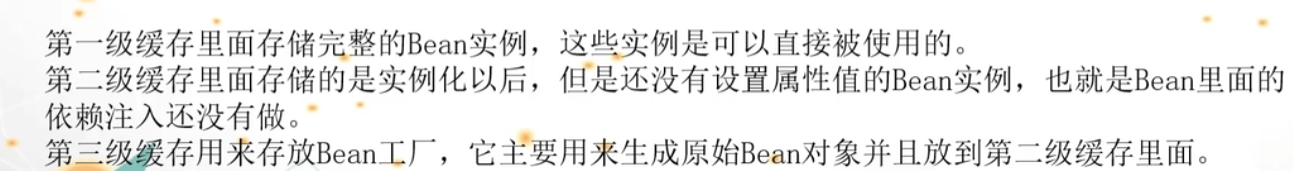 第一级缓存里面存储完整的Bean实例，这些实例是可以直接被使用的。
第二级缓存里面存储的是实例化以后，但是还没有设置属性值的Bean实例，也就是Bean里面的
依赖注入还没有做。
第三级缓存用来存放Bean工厂，它主要用来生成原始Bean对象并且放到第二级缓存里面。